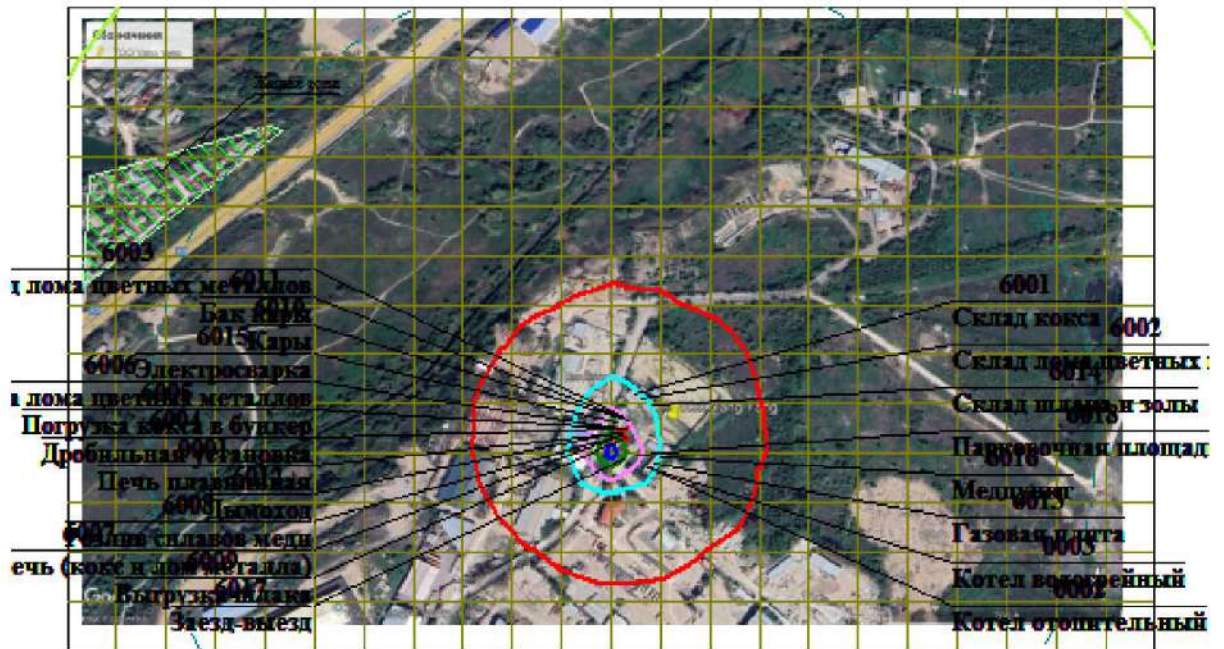 Обозначения
6003
д лома цветных металлов
6011
Бак
6010
Кары
6015
Электросварка
6006
а лома цветных металлов
6005
Погрузка кокса в бункер
6004
Дробильная установка
0001
Печь плавильная
Дымоход
6008
Розлив сплавов меди
6007
ечь (кокс и лом металла)
6009
Выгрузка шлака
6017
Заезд-выезд
6001
Склад кокса
6002
Склад лома цветных
6014
Склад шлака и золы
6018
Парковочная площад
6016
Медпункт
6013
Газовая плита
0003
Котел водогрейный
0002
Котел отопительный